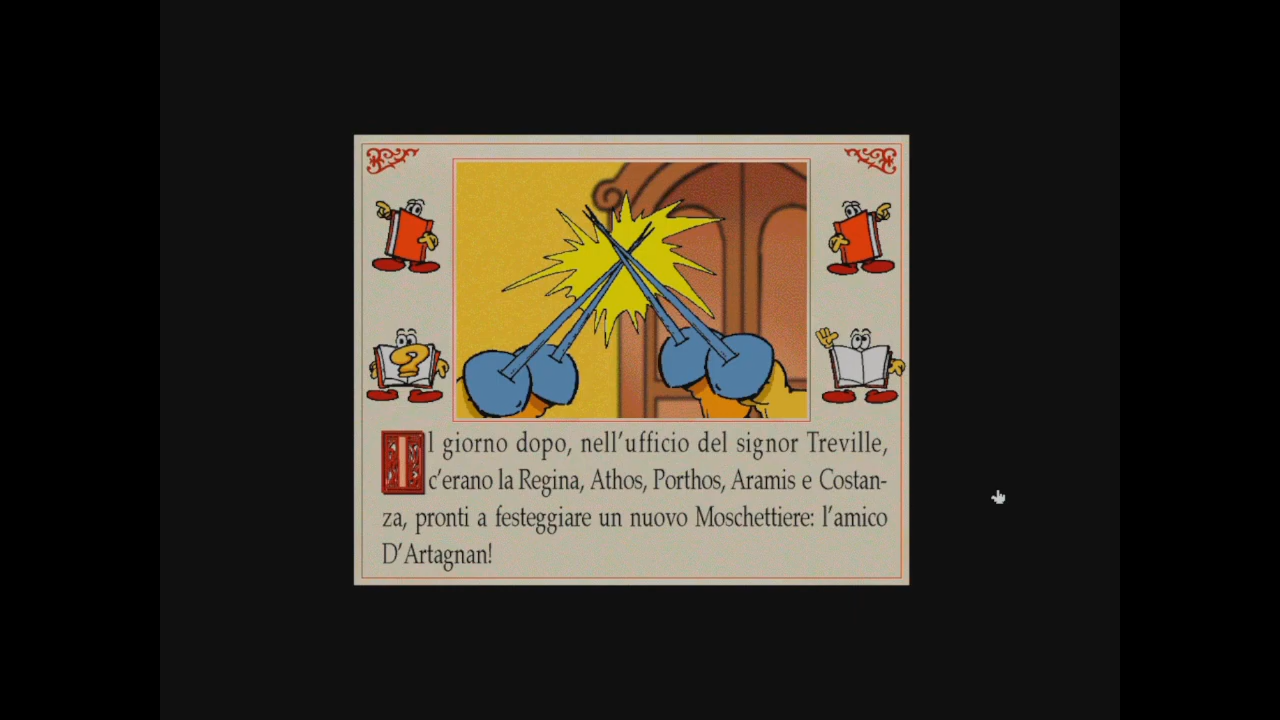 Il giorno dopo, nell'ufficio del signor Treville,
c'erano la Regina, Athos, Porthos, Aramis e Costan-
za, pronti a festeggiare un nuovo Moschettiere: l'amico
D'Artagnan!
?